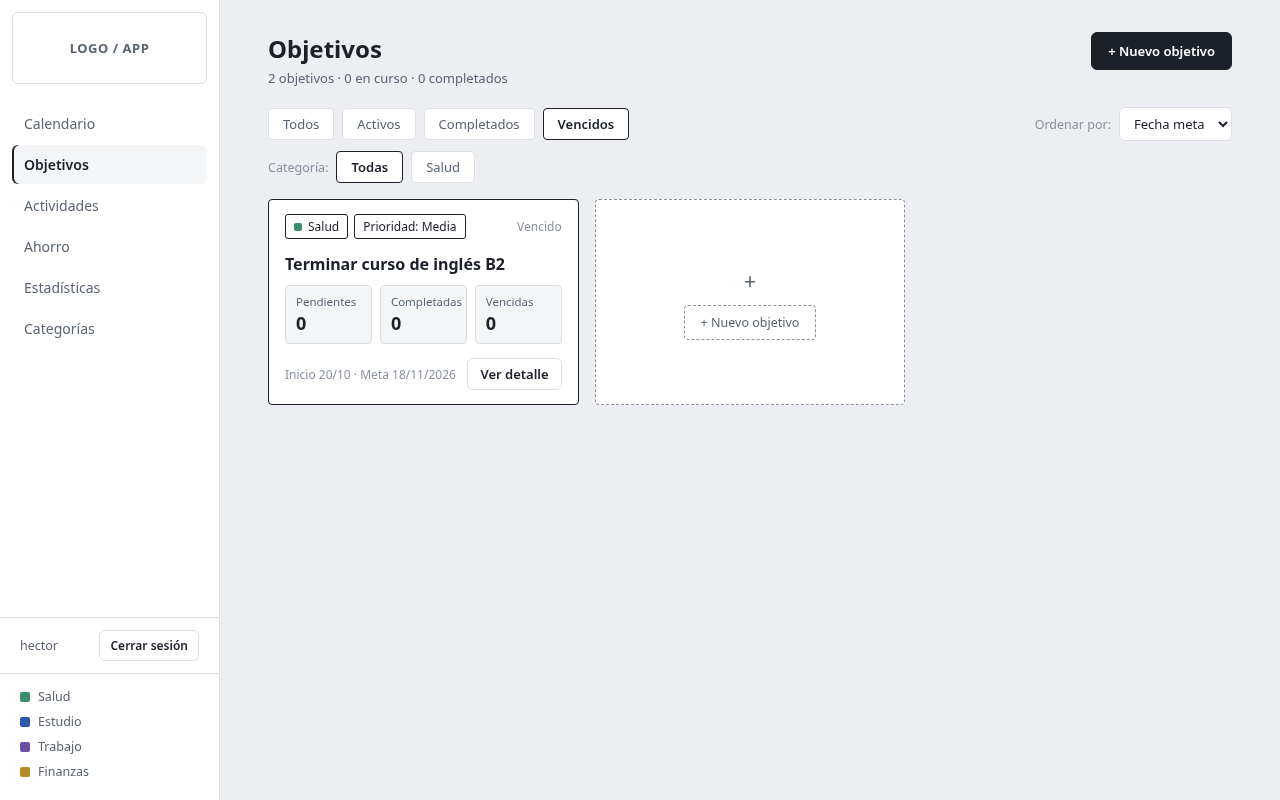 LOGO / APP
Calendario
Objetivos
Actividades
Ahorro
Estadísticas
Categorías
hector
Cerrar sesión
Salud
Estudio
Trabajo
Finanzas
Objetivos
2 objetivos · 0 en curso · 0 completados
+ Nuevo objetivo
Todos Activos Completados Vencidos
Ordenar por: Fecha meta
Categoría: Todas Salud
Salud Prioridad: Media Vencido
Terminar curso de inglés B2
Pendientes Completadas Vencidas
0 0 0
Inicio 20/10 · Meta 18/11/2026 Ver detalle
+
+ Nuevo objetivo